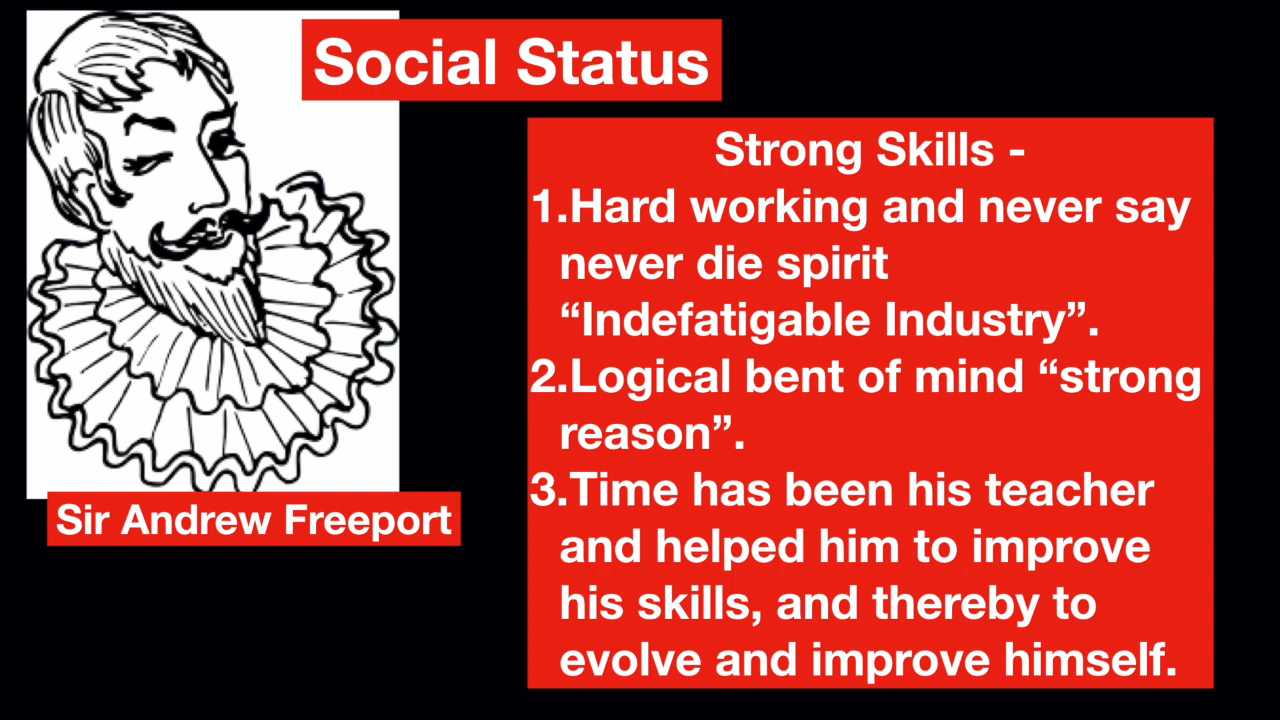 Social Status
Strong Skills -
1.Hard working and never say
never die spirit
“Indefatigable Industry”.
2.Logical bent of mind “strong
reason”.
3.Time has been his teacher
and helped him to improve
his skills, and thereby to
evolve and improve himself.
Sir Andrew Freeport